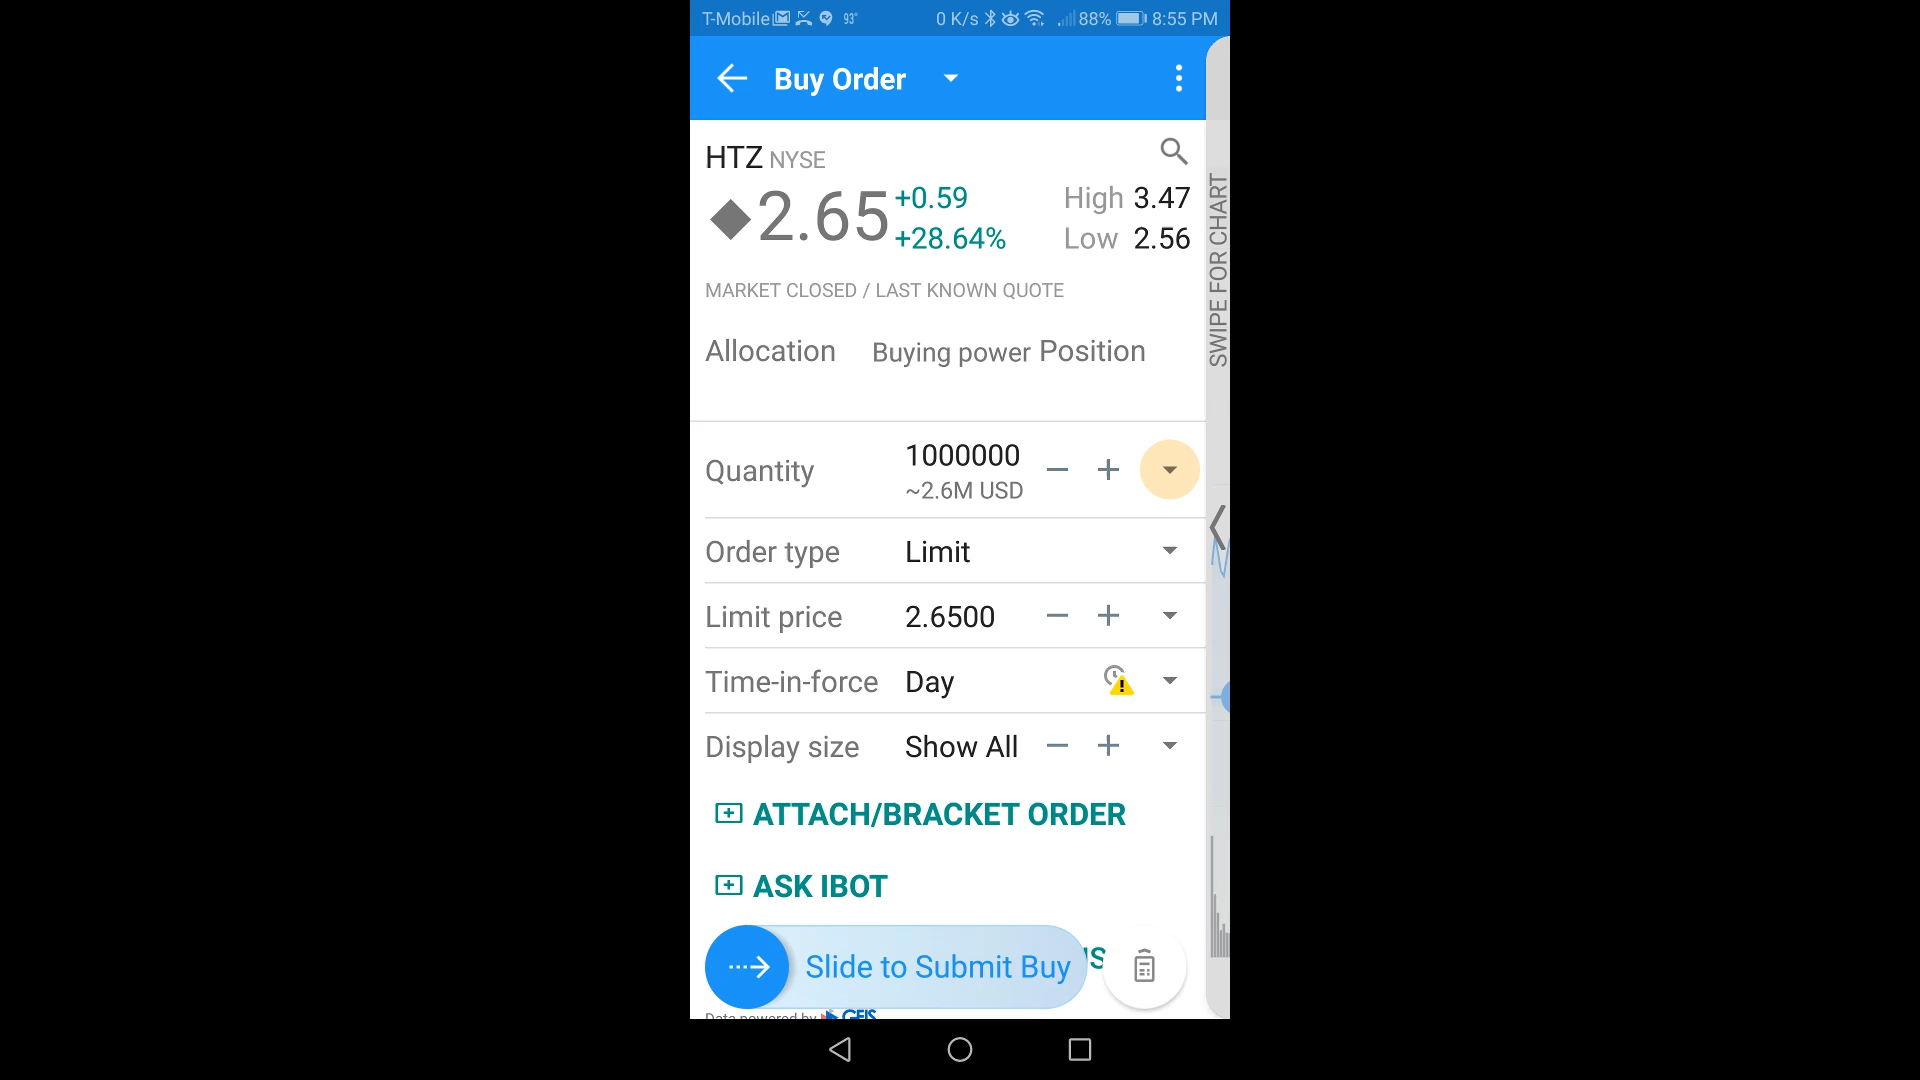 T-Mobile 93° 0 K/s 88% 8:55 PM
Buy Order
HTZ NYSE
2.65 +0.59 High 3.47
+28.64% Low 2.56
MARKET CLOSED / LAST KNOWN QUOTE
Allocation Buying power Position
SWIPE FOR CHART
Quantity 1000000
~2.6M USD
Order type Limit
Limit price 2.6500
Time-in-force Day
Display size Show All
ATTACH/BRACKET ORDER
ASK IBOT
Slide to Submit Buy
Data powered by